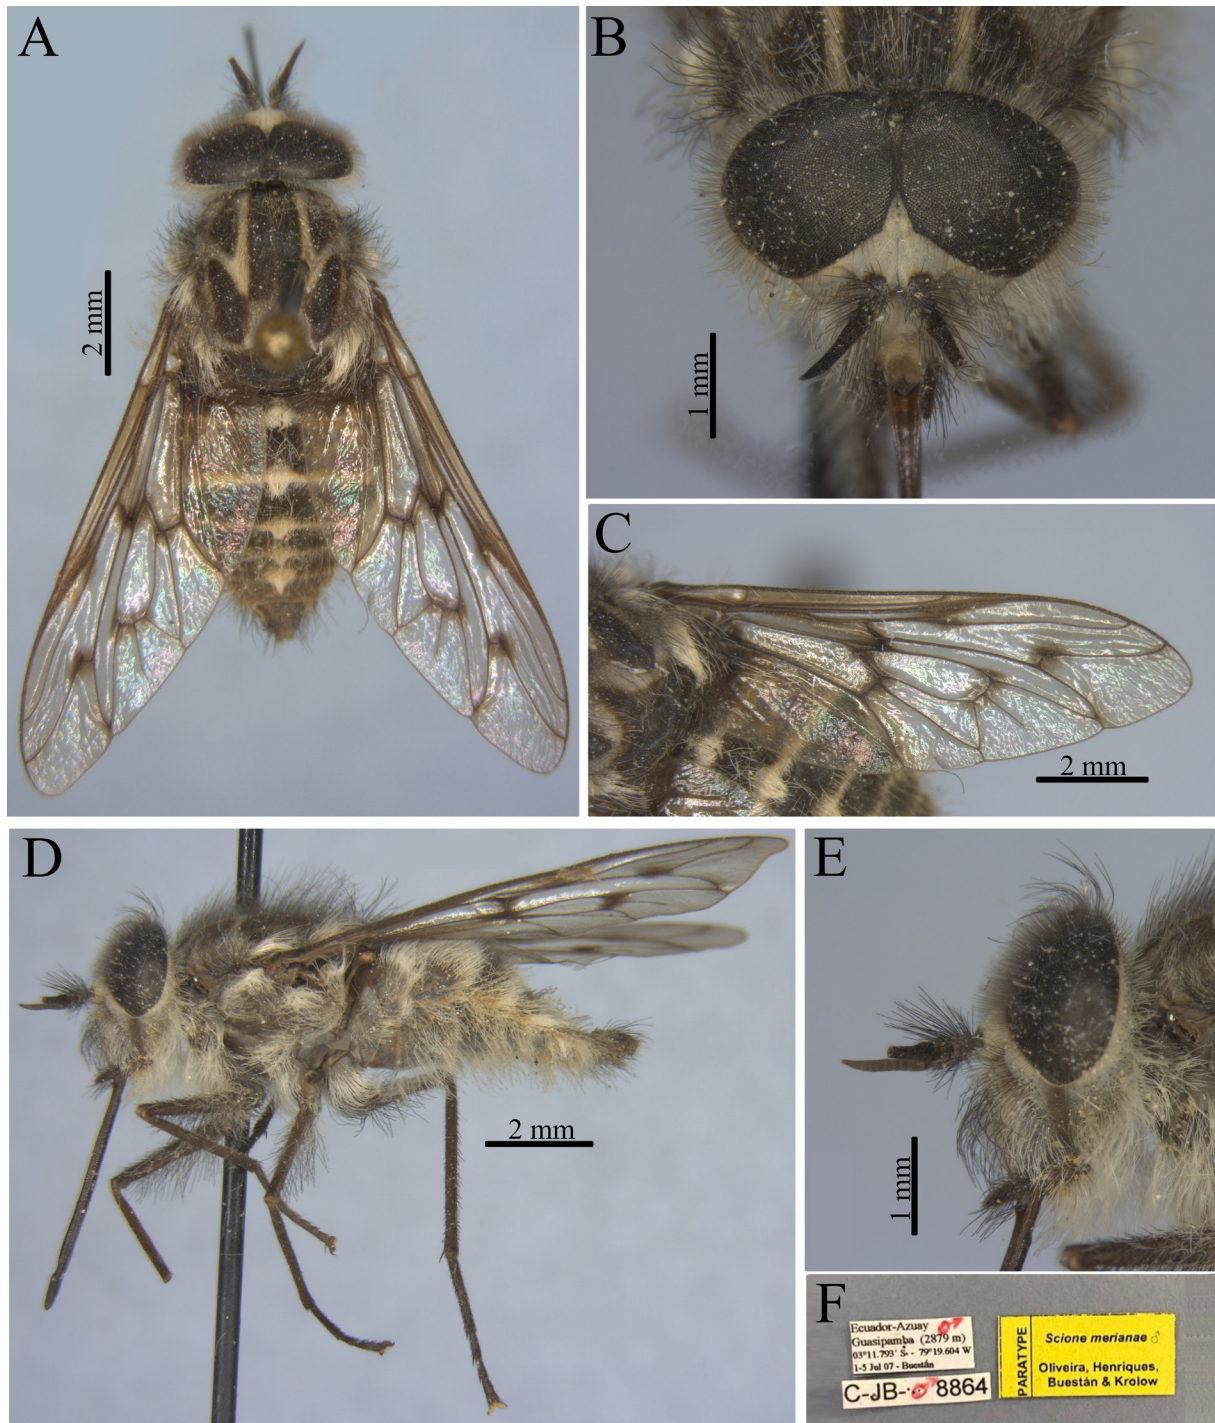 A
2 mm
B
1 mm
C
2 mm
D
2 mm
E
1 mm
F
Ecuador-Azuay ♂
Guasipamba (2879 m)
03°11.793' S - 79°19.604 W
1-5 Jul 07 - Buestán
C-JB- 8864
PARATYPE
Scione merianae ♂
Oliveira, Henriques,
Buestán & Krolow